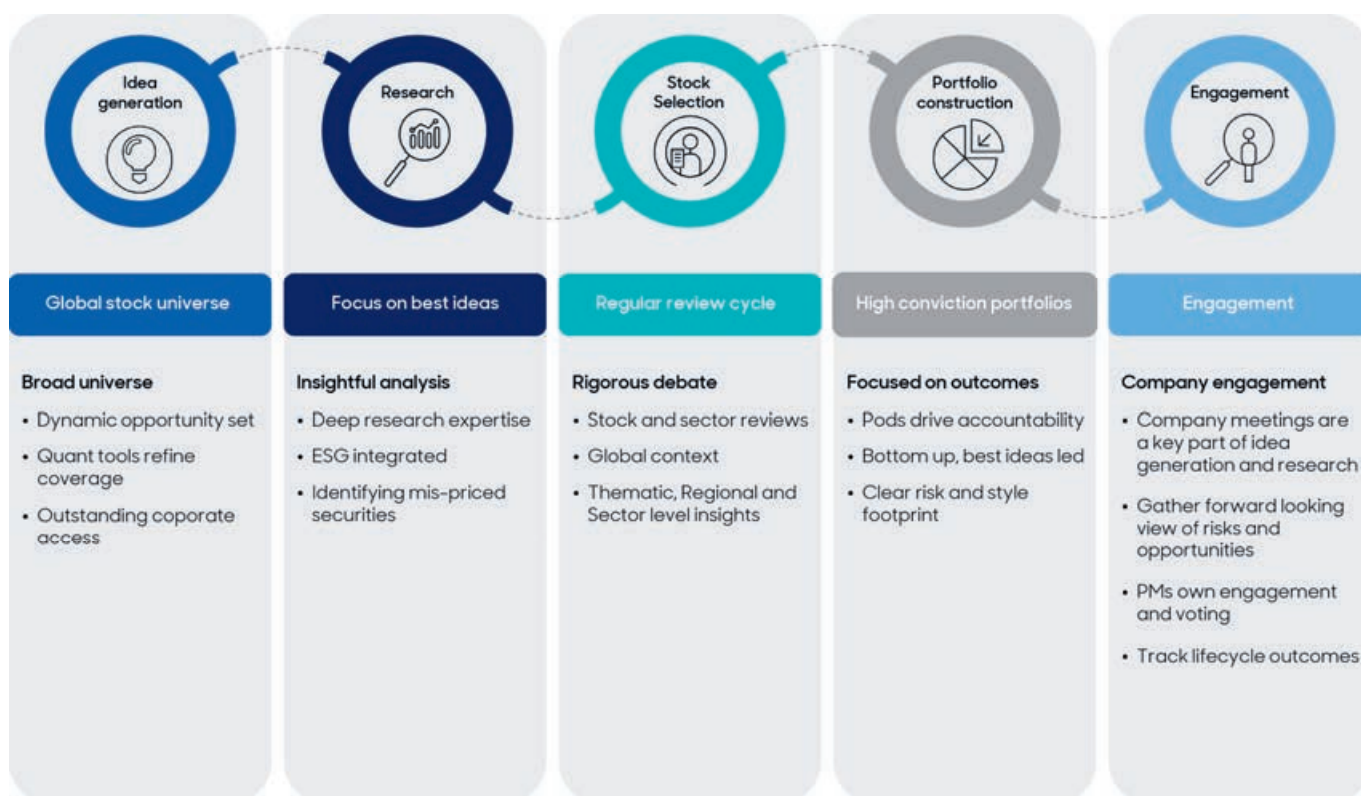 Idea
generation
Research
Stock
Selection
Portfolio
construction
Engagement
Global stock universe
Focus on best ideas
Regular review cycle
High conviction portfolios
Engagement
Broad universe
• Dynamic opportunity set
• Quant tools refine
coverage
• Outstanding coporate
access
Insightful analysis
• Deep research expertise
• ESG integrated
• Identifying mis-priced
securities
Rigorous debate
• Stock and sector reviews
• Global context
• Thematic, Regional and
Sector level insights
Focused on outcomes
• Pods drive accountability
• Bottom up, best ideas led
• Clear risk and style
footprint
Company engagement
• Company meetings are
a key part of idea
generation and research
• Gather forward looking
view of risks and
opportunities
• PMs own engagement
and voting
• Track lifecycle outcomes